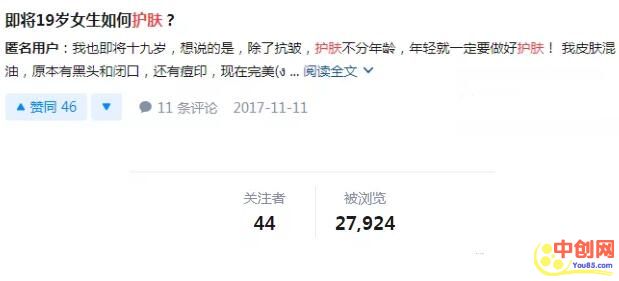 即将19岁女生如何护肤？
匿名用户：我也即将十九岁，想说的是，除了抗皱，护肤不分年龄，年轻就一定要做好护肤！ 我皮肤混
油，原本有黑头和闭口，还有痘印，现在完美(ง ... 阅读全文
赞同 46 11 条评论 2017-11-11
关注者 被浏览
44 27,924
...
中创网
You85.com